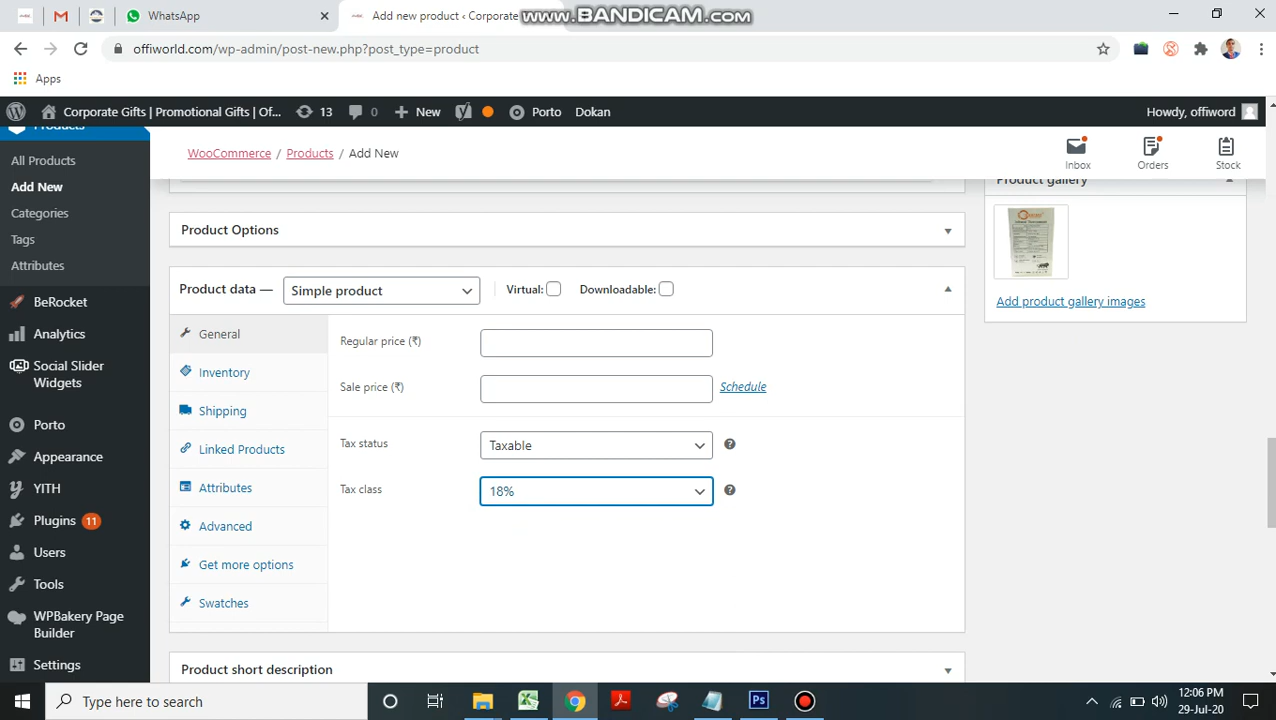 WhatsApp
Add new product ‹ Corporate
www.BANDICAM.com
offiworld.com/wp-admin/post-new.php?post_type=product
Apps
Corporate Gifts | Promotional Gifts | Of...
13
0
New
Porto
Dokan
Howdy, offiword
Products
All Products
Add New
Categories
Tags
Attributes
BeRocket
Analytics
Social Slider
Widgets
Porto
Appearance
YITH
Plugins 11
Users
Tools
WPBakery Page
Builder
Settings
WooCommerce / Products / Add New
Inbox
Orders
Stock
Product gallery
Add product gallery images
Product Options
Product data —
Simple product
Virtual:
Downloadable:
General
Inventory
Shipping
Linked Products
Attributes
Advanced
Get more options
Swatches
Regular price (₹)
Sale price (₹)
Schedule
Tax status
Taxable
Tax class
18%
Product short description
Type here to search
12:06 PM
29-Jul-20